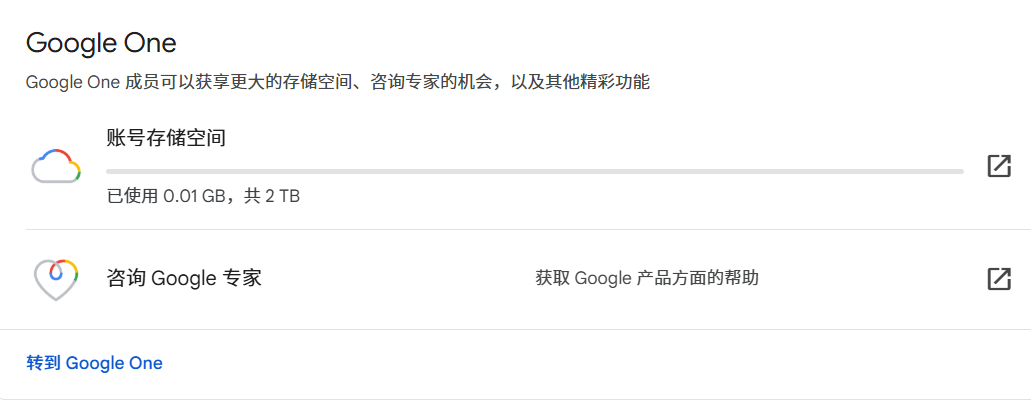 Google One
Google One 成员可以获享更大的存储空间、咨询专家的机会，以及其他精彩功能
账号存储空间
已使用 0.01 GB，共 2 TB
咨询 Google 专家
获取 Google 产品方面的帮助
转到 Google One